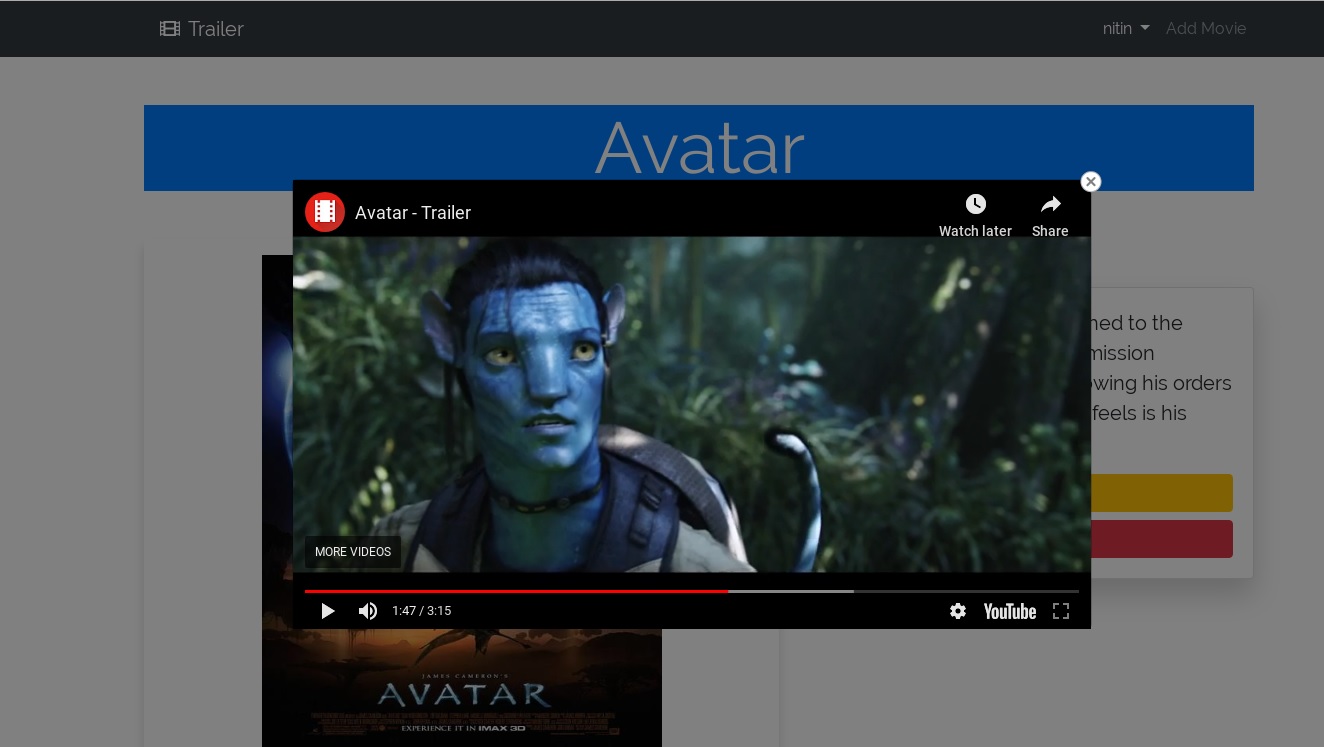 Trailer
nitin
Add Movie
Avatar
Avatar - Trailer
Watch later
Share
ned to the
mission
owing his orders
feels is his
MORE VIDEOS
1:47 / 3:15
YouTube
JAMES CAMERON'S
AVATAR
EXPERIENCE IT IN IMAX 3D